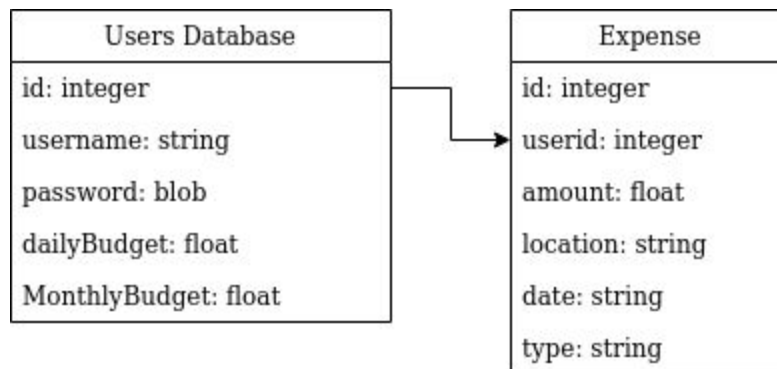 Users Database
id: integer
username: string
password: blob
dailyBudget: float
MonthlyBudget: float
Expense
id: integer
userid: integer
amount: float
location: string
date: string
type: string